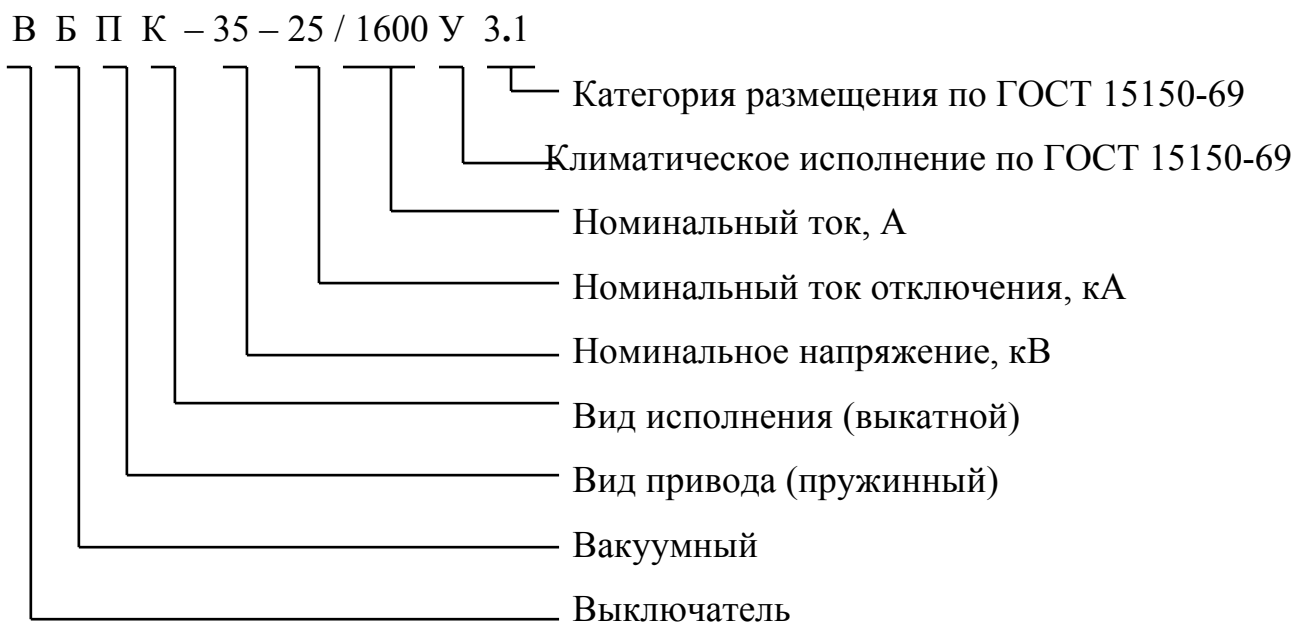 В Б П К – 35 – 25 / 1600 У 3.1
Категория размещения по ГОСТ 15150-69
Климатическое исполнение по ГОСТ 15150-69
Номинальный ток, А
Номинальный ток отключения, кА
Номинальное напряжение, кВ
Вид исполнения (выкатной)
Вид привода (пружинный)
Вакуумный
Выключатель